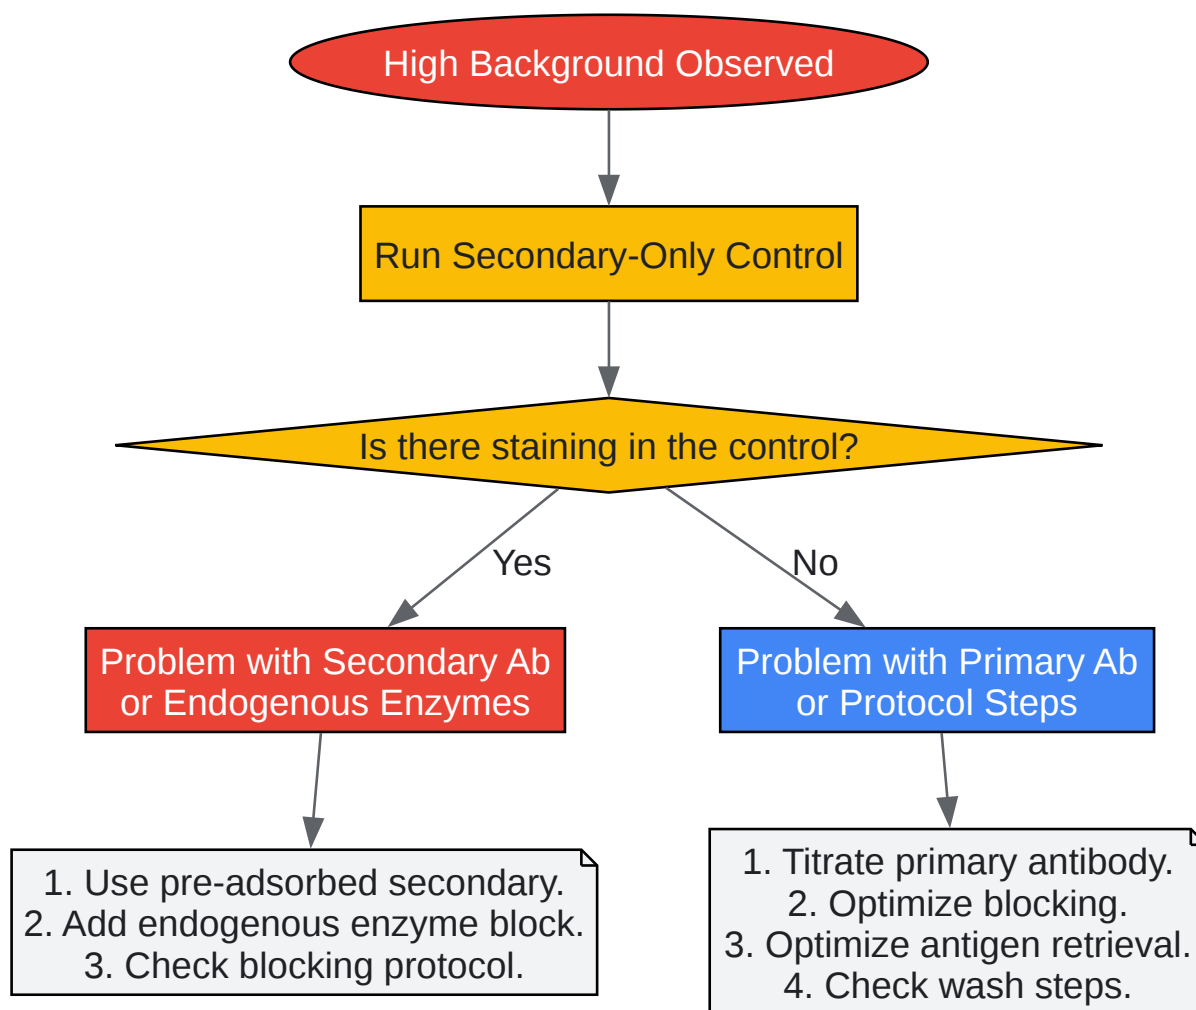 High Background Observed
Run Secondary-Only Control
Is there staining in the control?
Yes
No
Problem with Secondary Ab
or Endogenous Enzymes
Problem with Primary Ab
or Protocol Steps
1. Use pre-adsorbed secondary.
2. Add endogenous enzyme block.
3. Check blocking protocol.
1. Titrate primary antibody.
2. Optimize blocking.
3. Optimize antigen retrieval.
4. Check wash steps.